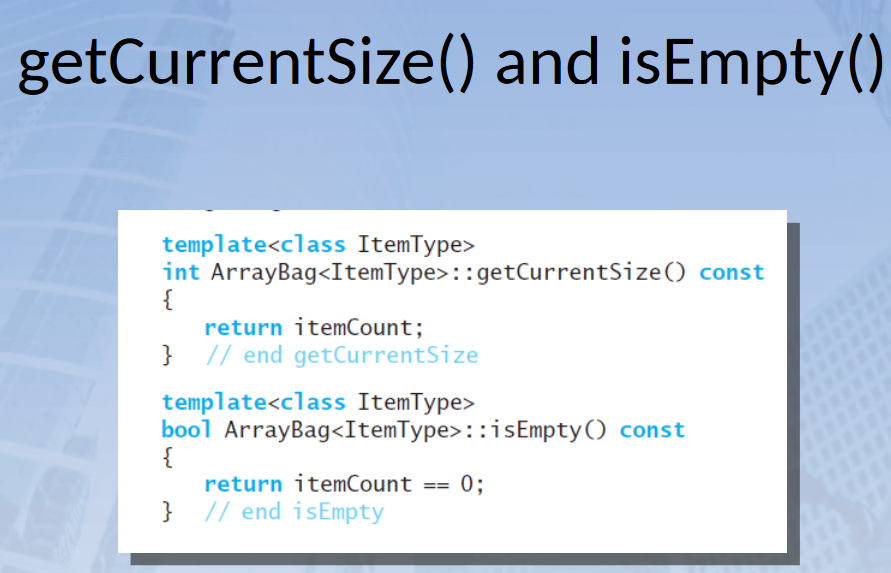 getCurrentSize() and isEmpty()
template<class ItemType>
int ArrayBag<ItemType>::getCurrentSize() const
{
return itemCount;
} // end getCurrentSize
template<class ItemType>
bool ArrayBag<ItemType>::isEmpty() const
{
return itemCount == 0;
} // end isEmpty